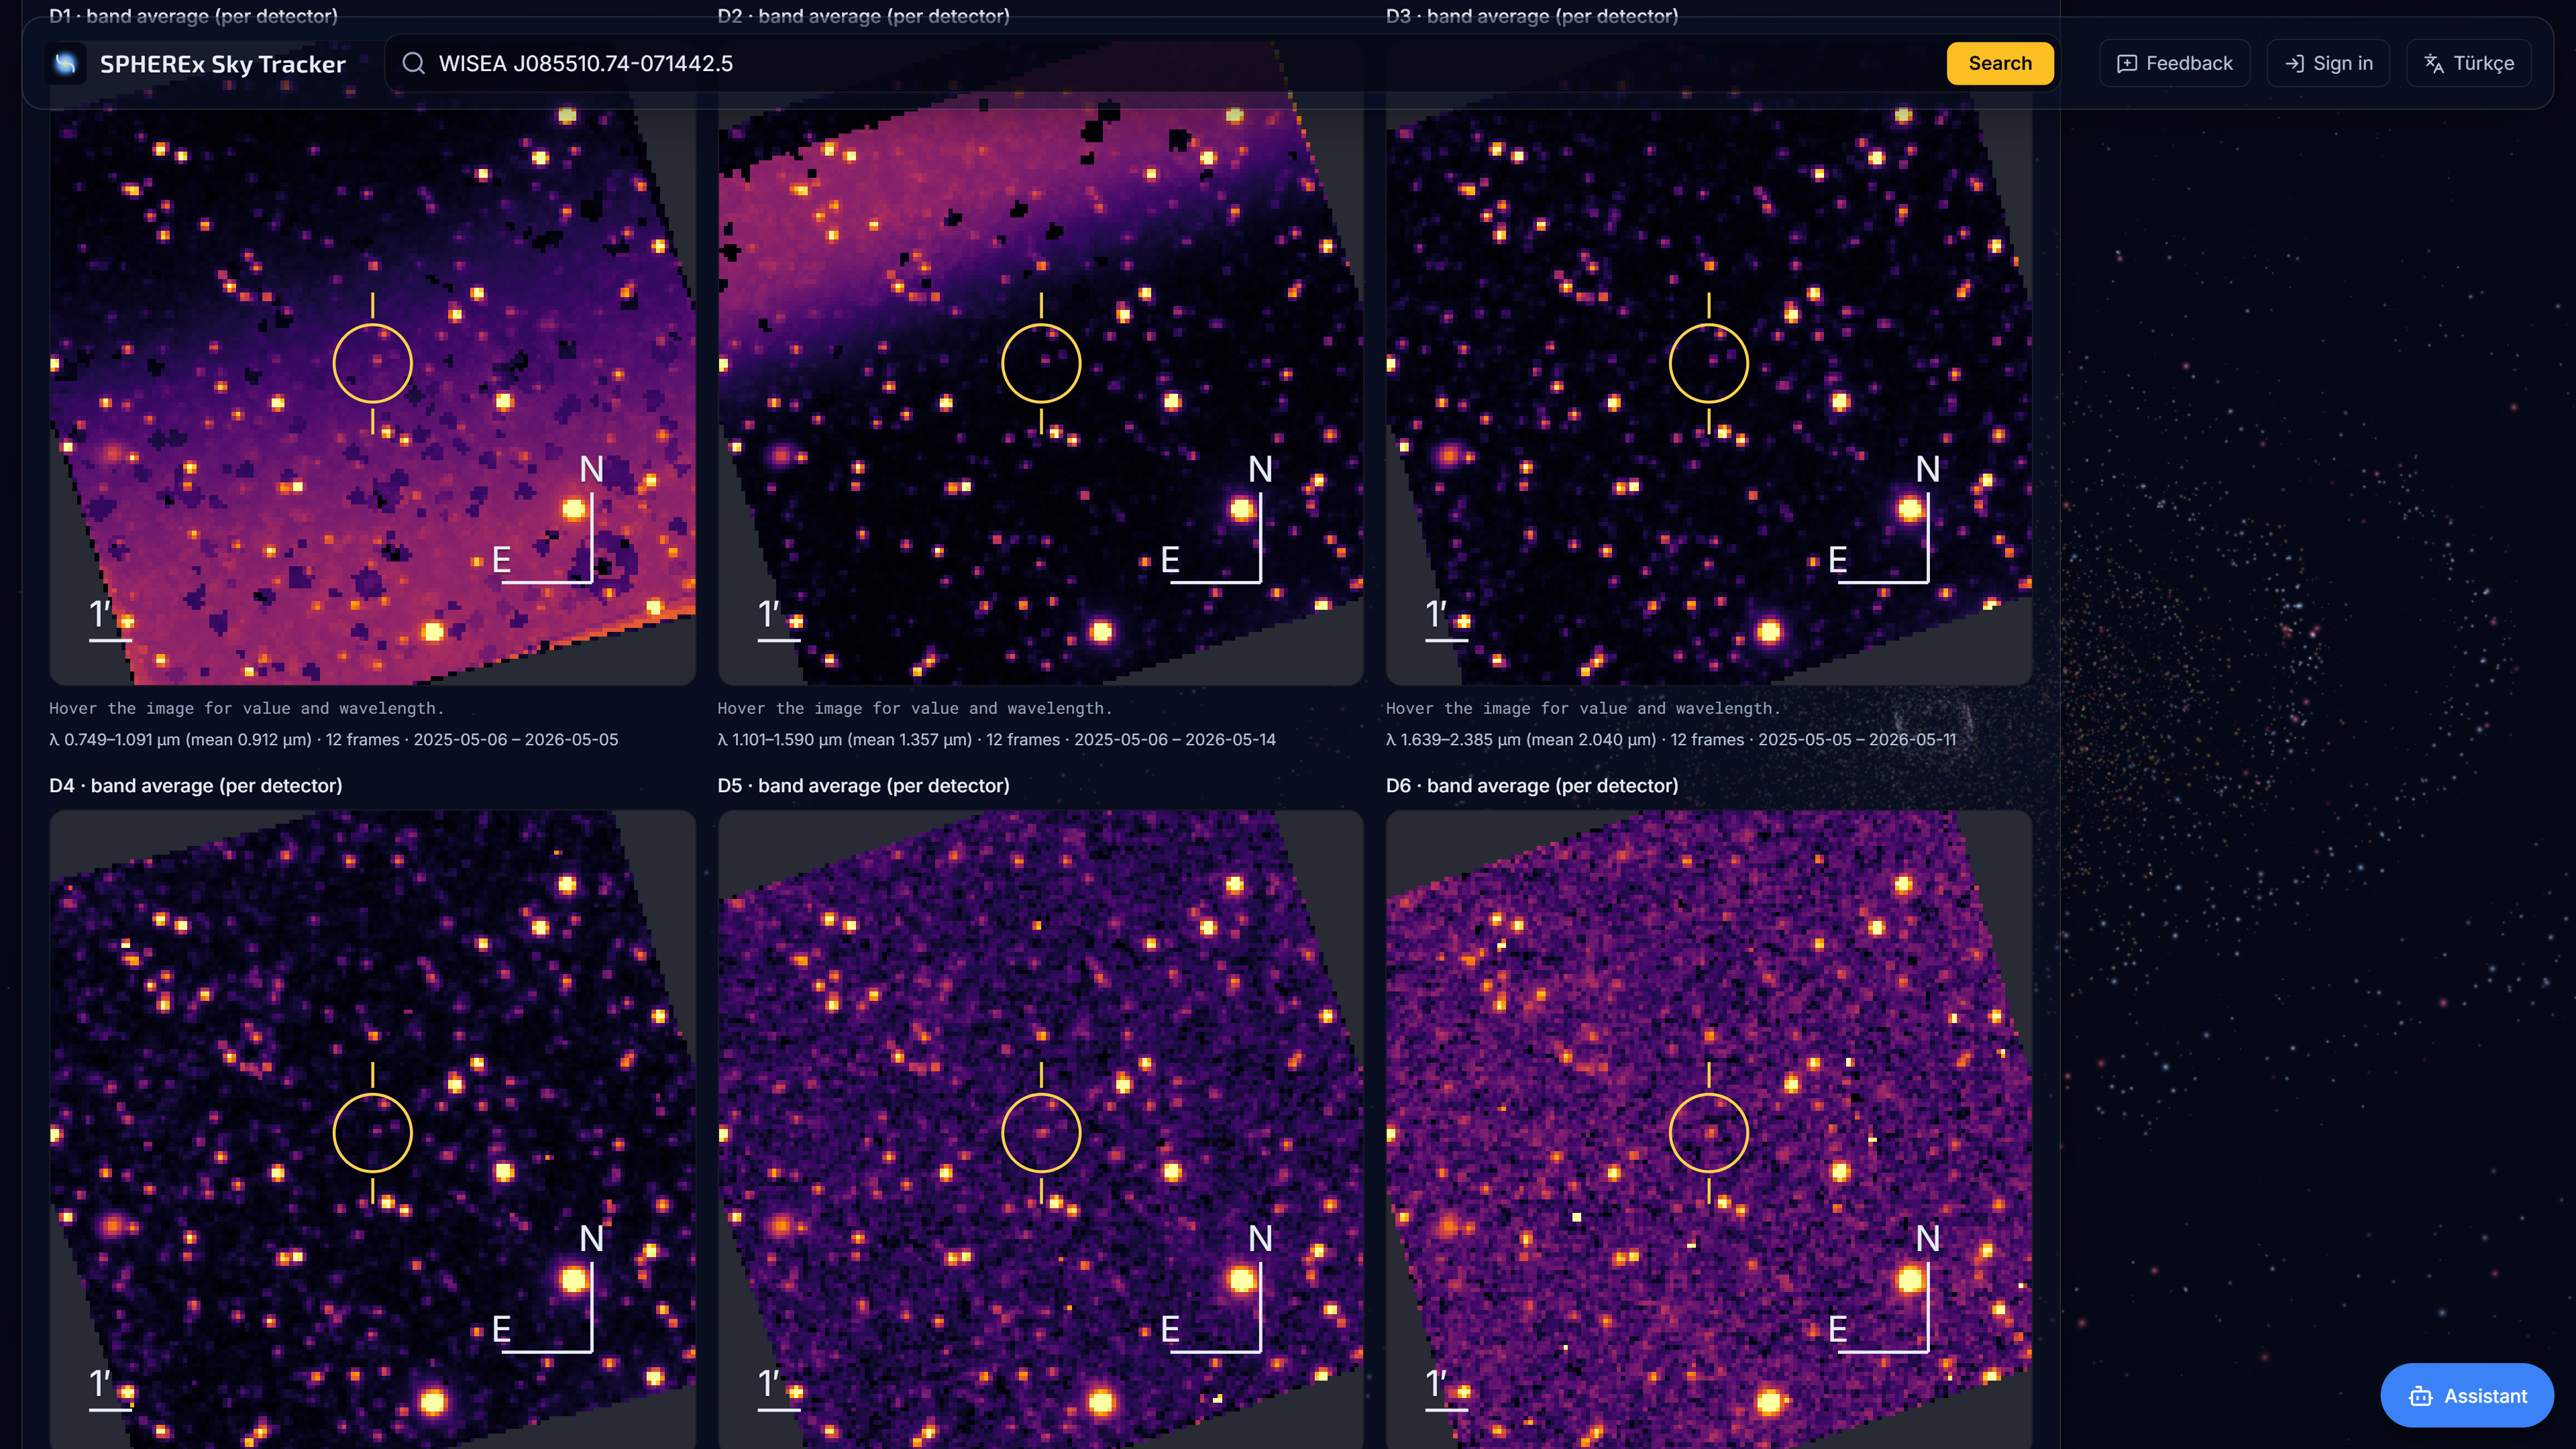 D1 · band average (per detector)
D2 · band average (per detector)
D3 · band average (per detector)
SPHEREx Sky Tracker
WISEA J085510.74-071442.5
Search
Feedback
Sign in
Türkçe
N
E
1′
N
E
1′
N
E
1′
Hover the image for value and wavelength.
Hover the image for value and wavelength.
Hover the image for value and wavelength.
λ 0.749–1.091 µm (mean 0.912 µm) · 12 frames · 2025-05-06 – 2026-05-05
λ 1.101–1.590 µm (mean 1.357 µm) · 12 frames · 2025-05-06 – 2026-05-14
λ 1.639–2.385 µm (mean 2.040 µm) · 12 frames · 2025-05-05 – 2026-05-11
D4 · band average (per detector)
D5 · band average (per detector)
D6 · band average (per detector)
N
E
1′
N
E
1′
N
E
1′
Assistant